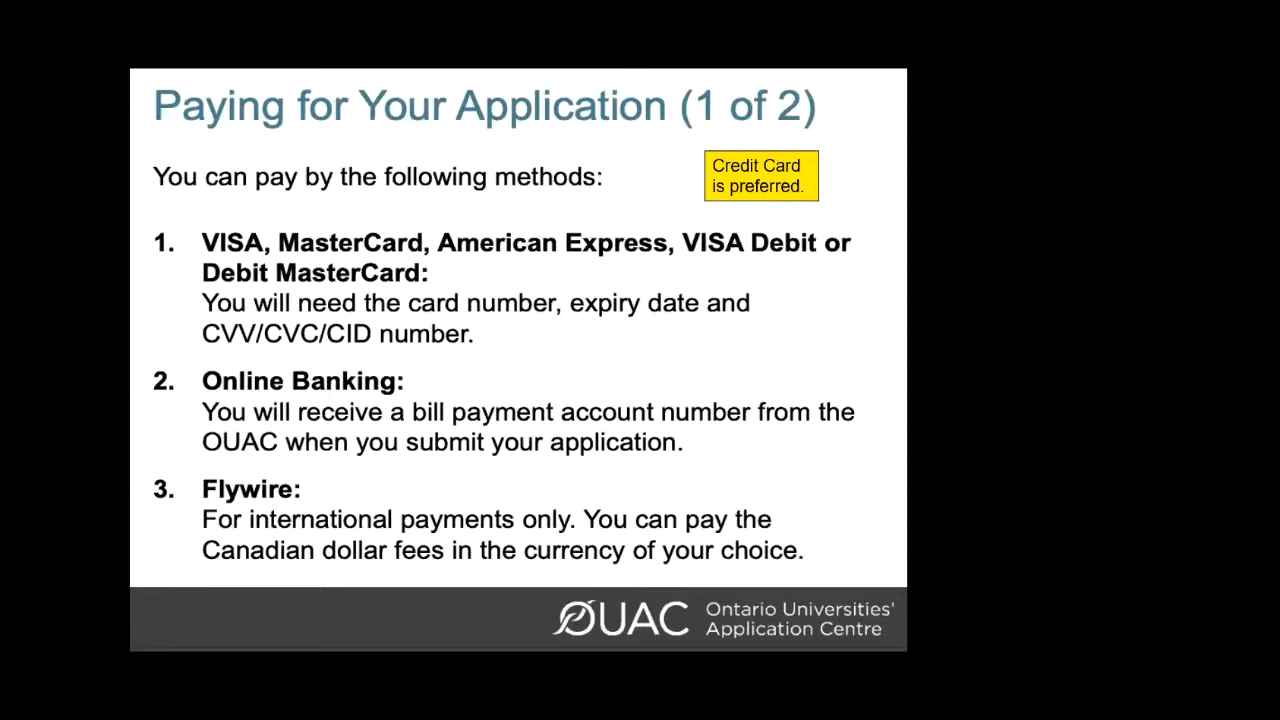 Paying for Your Application (1 of 2)
You can pay by the following methods:
Credit Card
is preferred.
1. VISA, MasterCard, American Express, VISA Debit or
Debit MasterCard:
You will need the card number, expiry date and
CVV/CVC/CID number.
2. Online Banking:
You will receive a bill payment account number from the
OUAC when you submit your application.
3. Flywire:
For international payments only. You can pay the
Canadian dollar fees in the currency of your choice.
OUAC
Ontario Universities'
Application Centre